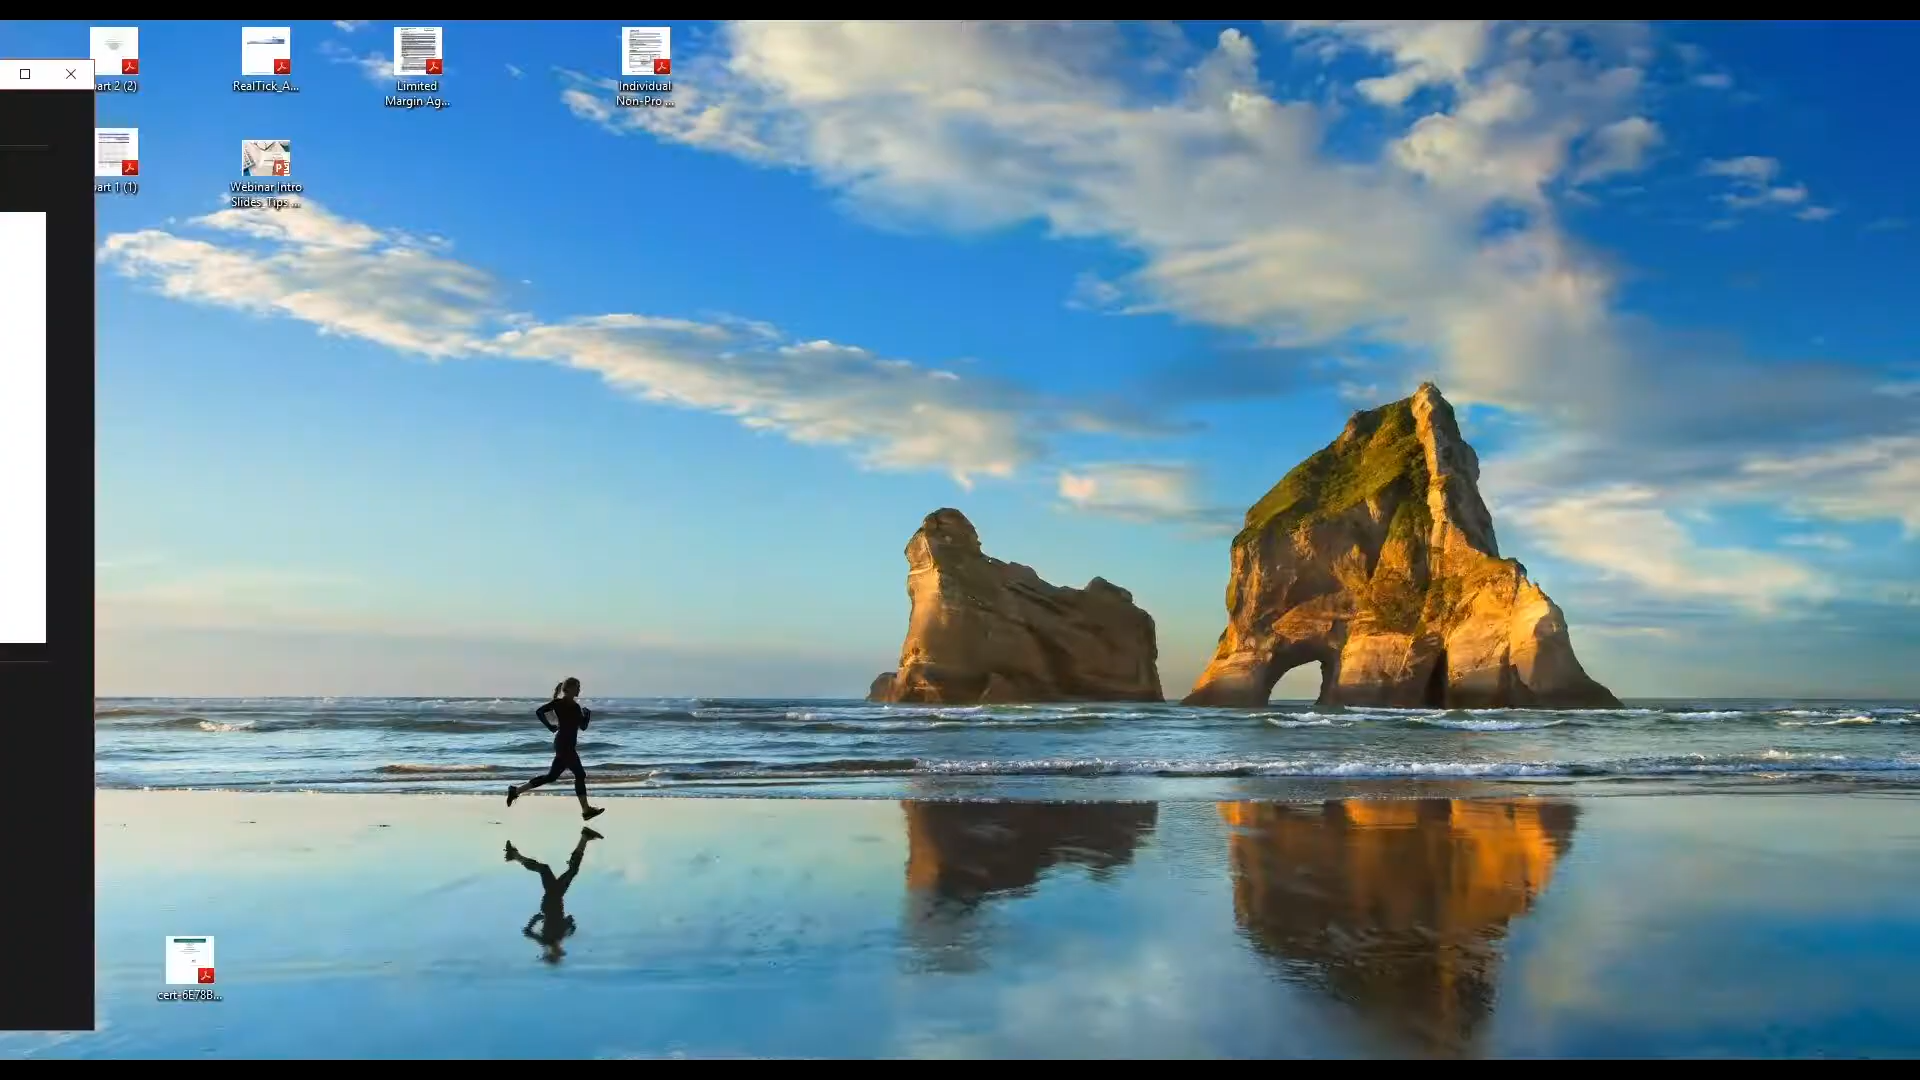 art 2 (2)
RealTick_A...
Limited
Margin Ag...
Individual
Non-Pro ...
art 1 (1)
Webinar Intro
Slides_Tips ...
cert-6E78B...